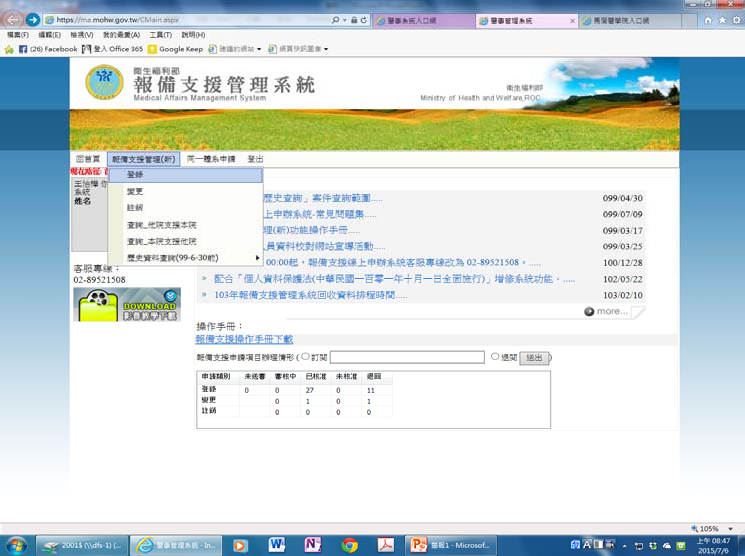 https://ma.mohw.gov.tw/CMain.aspx
醫事系統入口網
醫事管理系統
檔案(F) 編輯(E) 檢視(V) 我的最愛(A) 工具(T) 說明(H)
(26) Facebook 登入 Office 365 Google Keep 建議的網站 網頁快訊圖庫
衛生福利部
報備支援管理系統
Medical Affairs Management System
衛生福利部
Ministry of Health and Welfare,ROC
回首頁 報備支援管理(新) 同一體系申請 登出
登錄
變更
註銷
查詢_他院支援本院
查詢_本院支援他院
歷史資料查詢(99-6-30前)
系統
姓名
歷史查詢」案件查詢範圍..... 099/04/30
上申辦系統-常見問題集..... 099/07/09
理(新)功能操作手冊..... 099/03/17
人員資料校對網站宣導活動..... 099/03/25
00:00起，報備支援線上申辦系統客服專線改為 02-89521508。..... 100/12/28
配合「個人資料保護法(中華民國一百零一年十月一日全面施行)」增修系統功能。..... 102/05/22
103年報備支援管理系統回收資料排程時間..... 103/02/10
more...
客服專線：
02-89521508
DOWNLOAD
影音教學下載
操作手冊：
報備支援操作手冊下載
報備支援申請項目辦理情形 ( 訂閱 退閱 送出 )
申請類別 未送審 審核中 已核准 未核准 退回
登錄 0 0 27 0 11
變更 0 1 0 1
註銷 0 0 0 0
105%
2001$ (\\dfs-1) (...
醫事管理系統 - In...
簡報1 - Microsof...
上午 08:47
2015/7/6